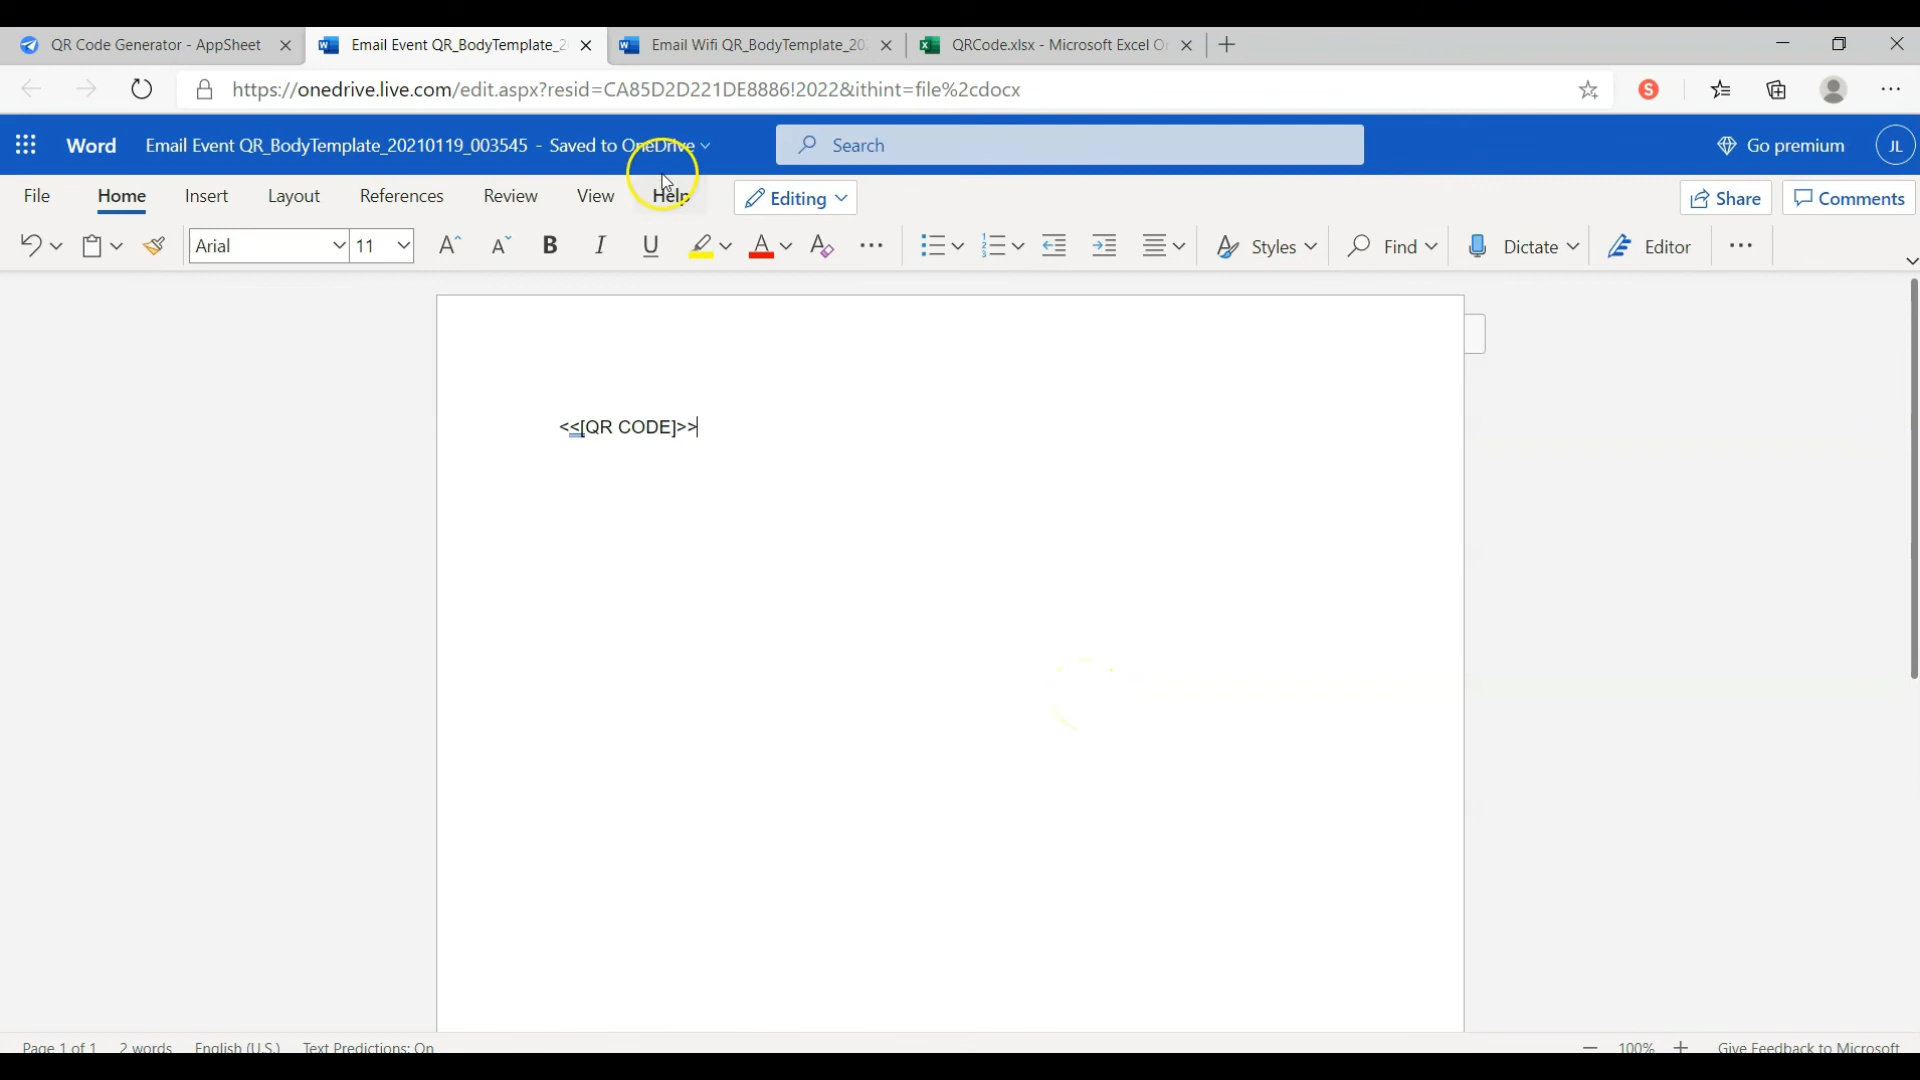 QR Code Generator - AppSheet
Email Event QR_BodyTemplate_2
Email Wifi QR_BodyTemplate_20
QRCode.xlsx - Microsoft Excel O
https://onedrive.live.com/edit.aspx?resid=CA85D2D221DE8886!2022&ithint=file%2cdocx
S
Word Email Event QR_BodyTemplate_20210119_003545 - Saved to OneDrive
Search
Go premium
JL
File Home Insert Layout References Review View Help Editing Share Comments
Arial 11 Styles Find Dictate Editor
<<[QR CODE]>>
Page 1 of 1 2 words English (U.S.) Text Predictions: On 100% Give Feedback to Microsoft